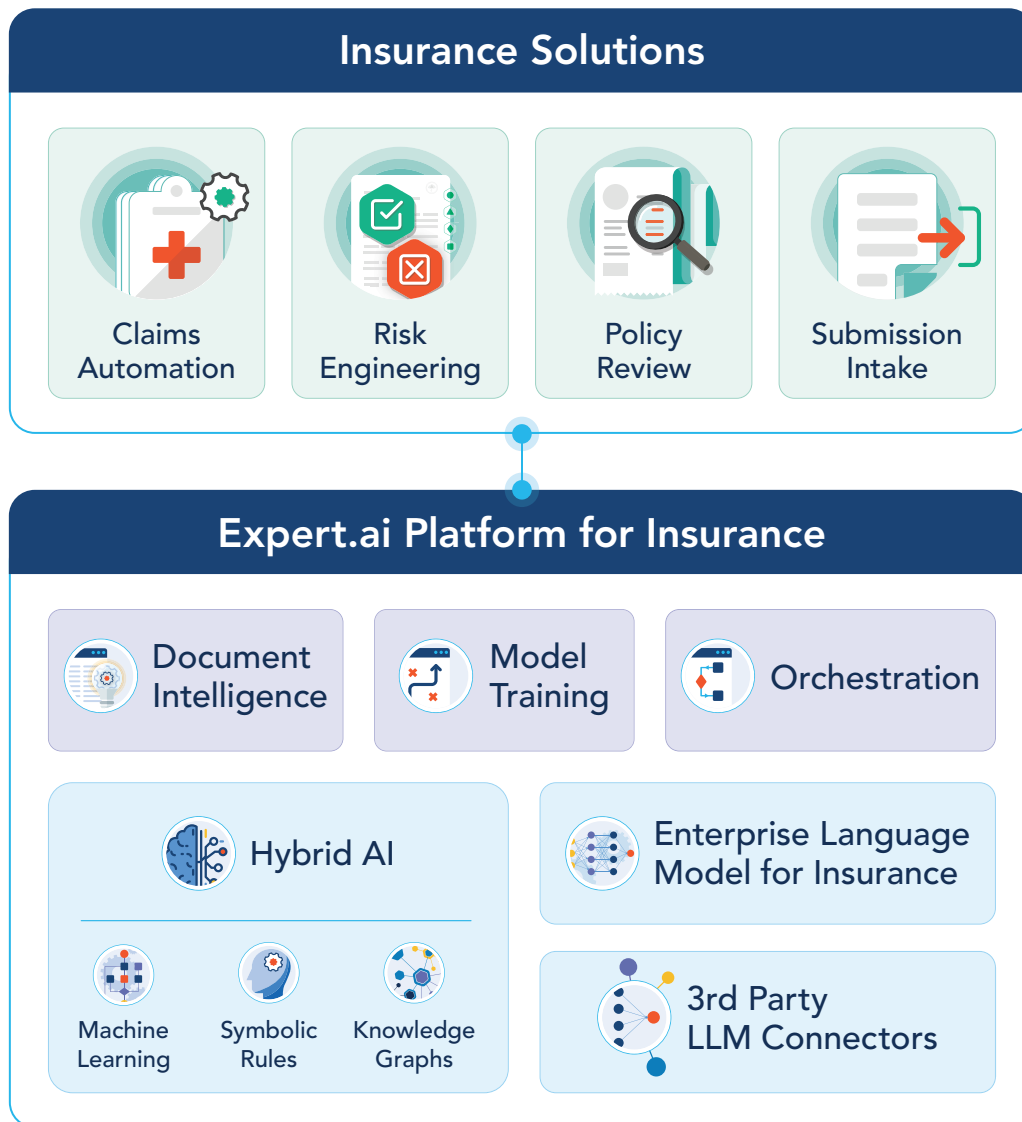 Insurance Solutions
Claims
Automation
Risk
Engineering
Policy
Review
Submission
Intake
Expert.ai Platform for Insurance
Document
Intelligence
Model
Training
Orchestration
Hybrid AI
Machine
Learning
Symbolic
Rules
Knowledge
Graphs
Enterprise Language
Model for Insurance
3rd Party
LLM Connectors